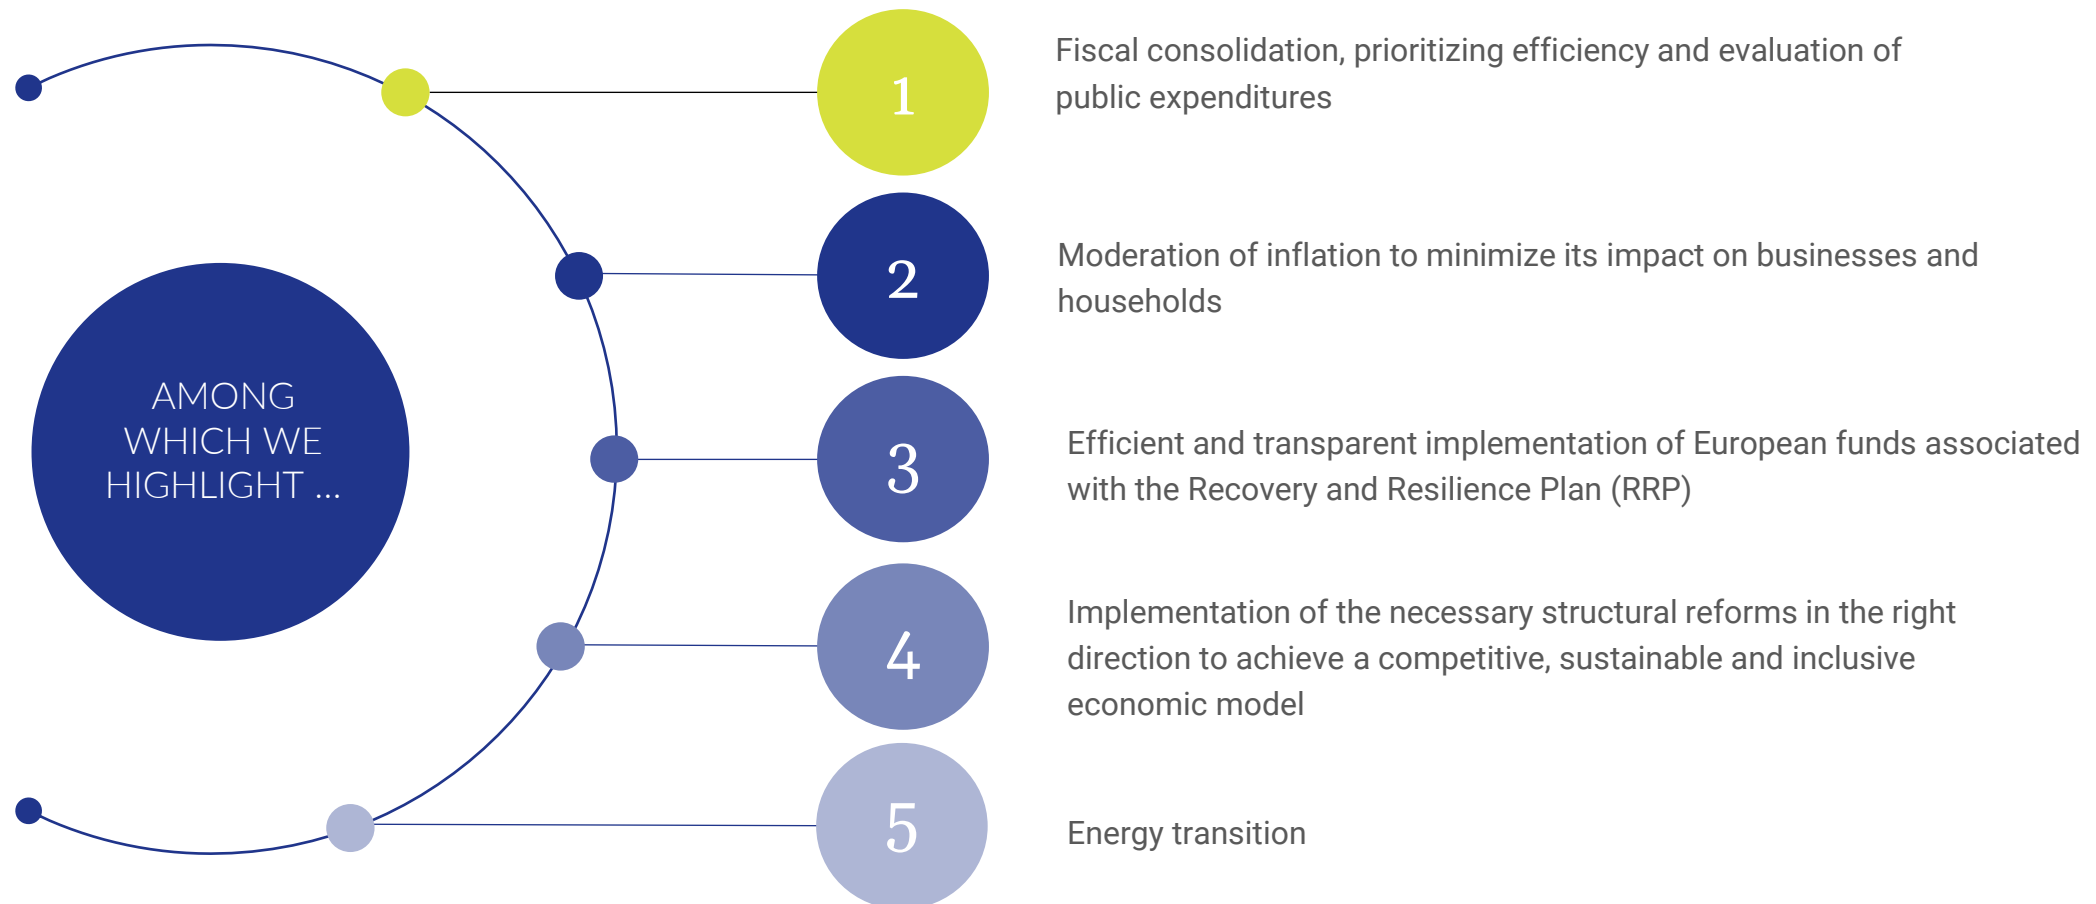 AMONG
WHICH WE
HIGHLIGHT ...
1
Fiscal consolidation, prioritizing efficiency and evaluation of
public expenditures
2
Moderation of inflation to minimize its impact on businesses and
households
3
Efficient and transparent implementation of European funds associated
with the Recovery and Resilience Plan (RRP)
4
Implementation of the necessary structural reforms in the right
direction to achieve a competitive, sustainable and inclusive
economic model
5
Energy transition